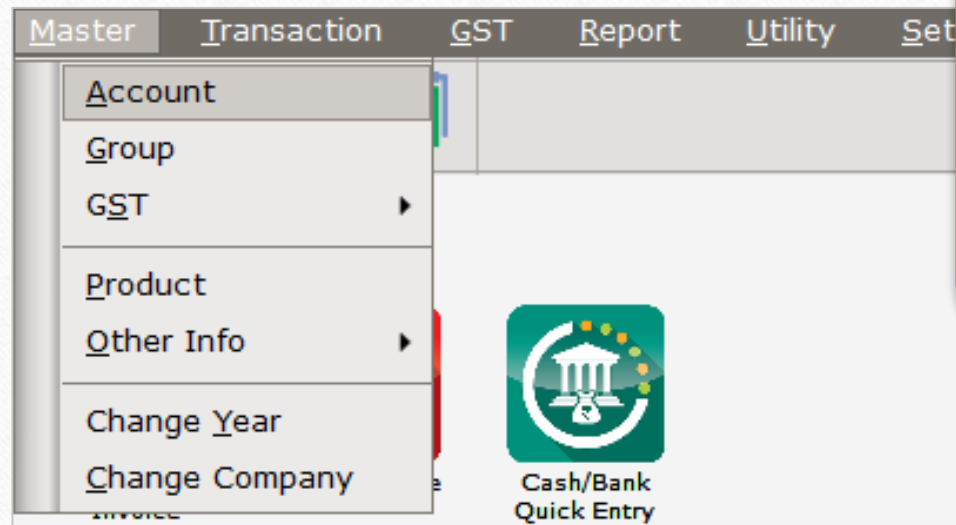 Master Transaction GST Report Utility Set
Account
Group
GST
Product
Other Info
Change Year
Change Company
Cash/Bank
Quick Entry